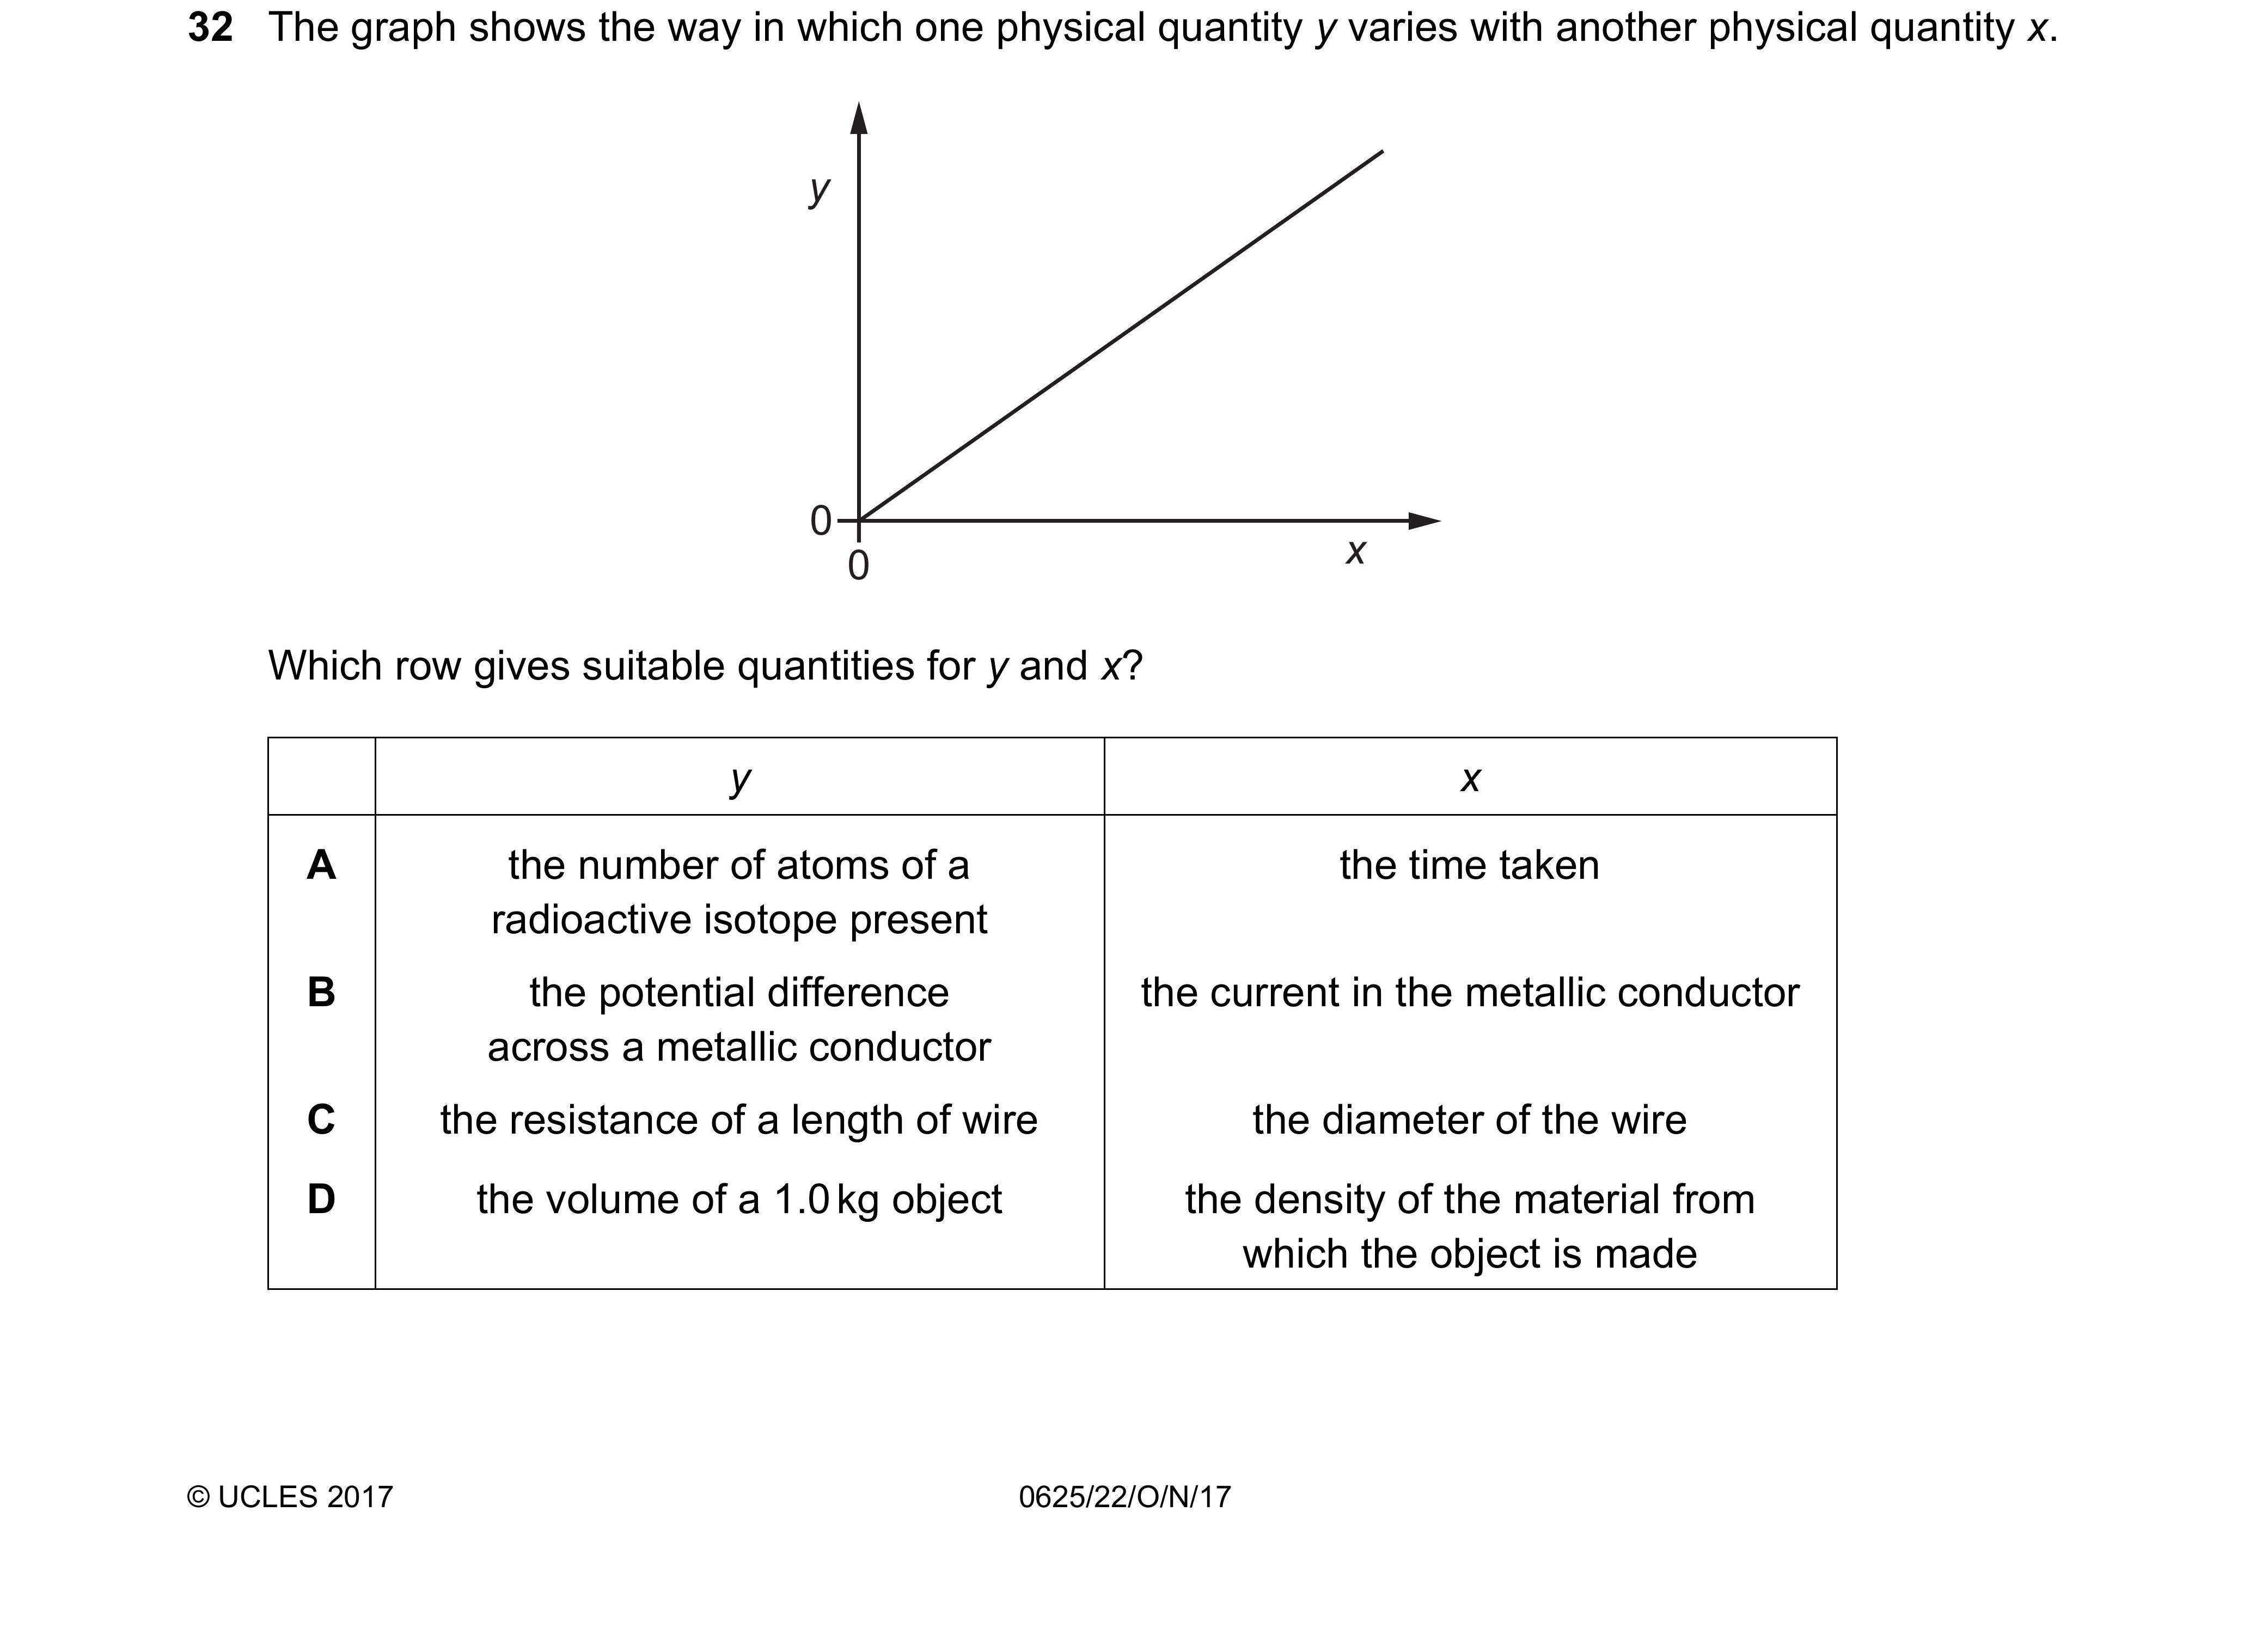 32 The graph shows the way in which one physical quantity y varies with another physical quantity x.
y
0
0
x
Which row gives suitable quantities for y and x?
y x
A the number of atoms of a the time taken
radioactive isotope present
B the potential difference the current in the metallic conductor
across a metallic conductor
C the resistance of a length of wire the diameter of the wire
D the volume of a 1.0 kg object the density of the material from
which the object is made
© UCLES 2017 0625/22/O/N/17